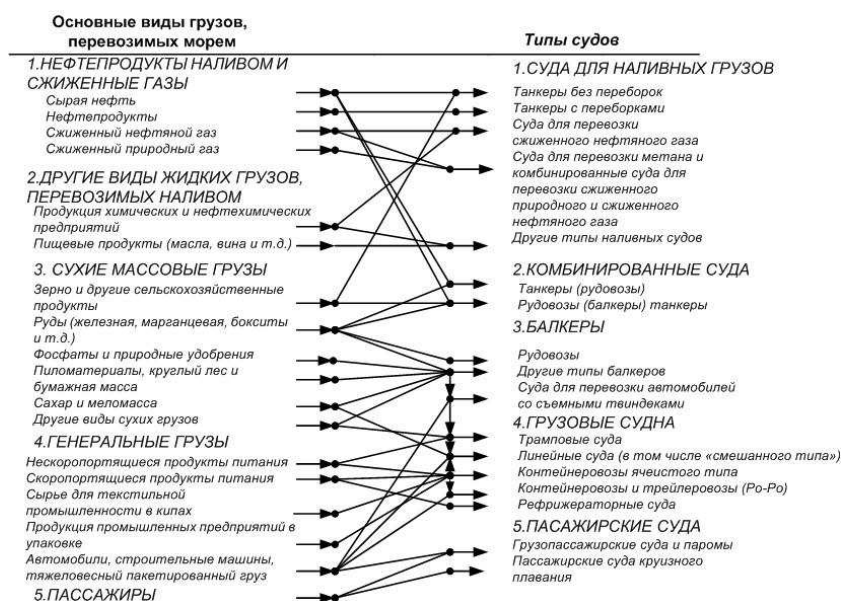 Основные виды грузов,
перевозимых морем
1.НЕФТЕПРОДУКТЫ НАЛИВОМ И
СЖИЖЕННЫЕ ГАЗЫ
Сырая нефть
Нефтепродукты
Сжиженный нефтяной газ
Сжиженный природный газ
2.ДРУГИЕ ВИДЫ ЖИДКИХ ГРУЗОВ,
ПЕРЕВОЗИМЫХ НАЛИВОМ
Продукция химических и нефтехимических
предприятий
Пищевые продукты (масла, вина и т.д.)
3. СУХИЕ МАССОВЫЕ ГРУЗЫ
Зерно и другие сельскохозяйственные
продукты
Руды (железная, марганцевая, бокситы
и т.д.)
Фосфаты и природные удобрения
Пиломатериалы, круглый лес и
бумажная масса
Сахар и меломасса
Другие виды сухих грузов
4.ГЕНЕРАЛЬНЫЕ ГРУЗЫ
Нескоропортящиеся продукты питания
Скоропортящиеся продукты питания
Сырье для текстильной
промышленности в кипах
Продукция промышленных предприятий в
упаковке
Автомобили, строительные машины,
тяжеловесный пакетированный груз
5.ПАССАЖИРЫ
Типы судов
1.СУДА ДЛЯ НАЛИВНЫХ ГРУЗОВ
Танкеры без переборок
Танкеры с переборками
Суда для перевозки
сжиженного нефтяного газа
Суда для перевозки метана и
комбинированные суда для
перевозки сжиженного
природного и сжиженного
нефтяного газа
Другие типы наливных судов
2.КОМБИНИРОВАННЫЕ СУДА
Танкеры (рудовозы)
Рудовозы (балкеры) танкеры
3.БАЛКЕРЫ
Рудовозы
Другие типы балкеров
Суда для перевозки автомобилей
со съемными твиндеками
4.ГРУЗОВЫЕ СУДНА
Трамповые суда
Линейные суда (в том числе «смешанного типа»)
Контейнеровозы ячеистого типа
Контейнеровозы и трейлеровозы (Ро-Ро)
Рефрижераторные суда
5.ПАСАЖИРСКИЕ СУДА
Грузопассажирские суда и паромы
Пассажирские суда круизного
плавания